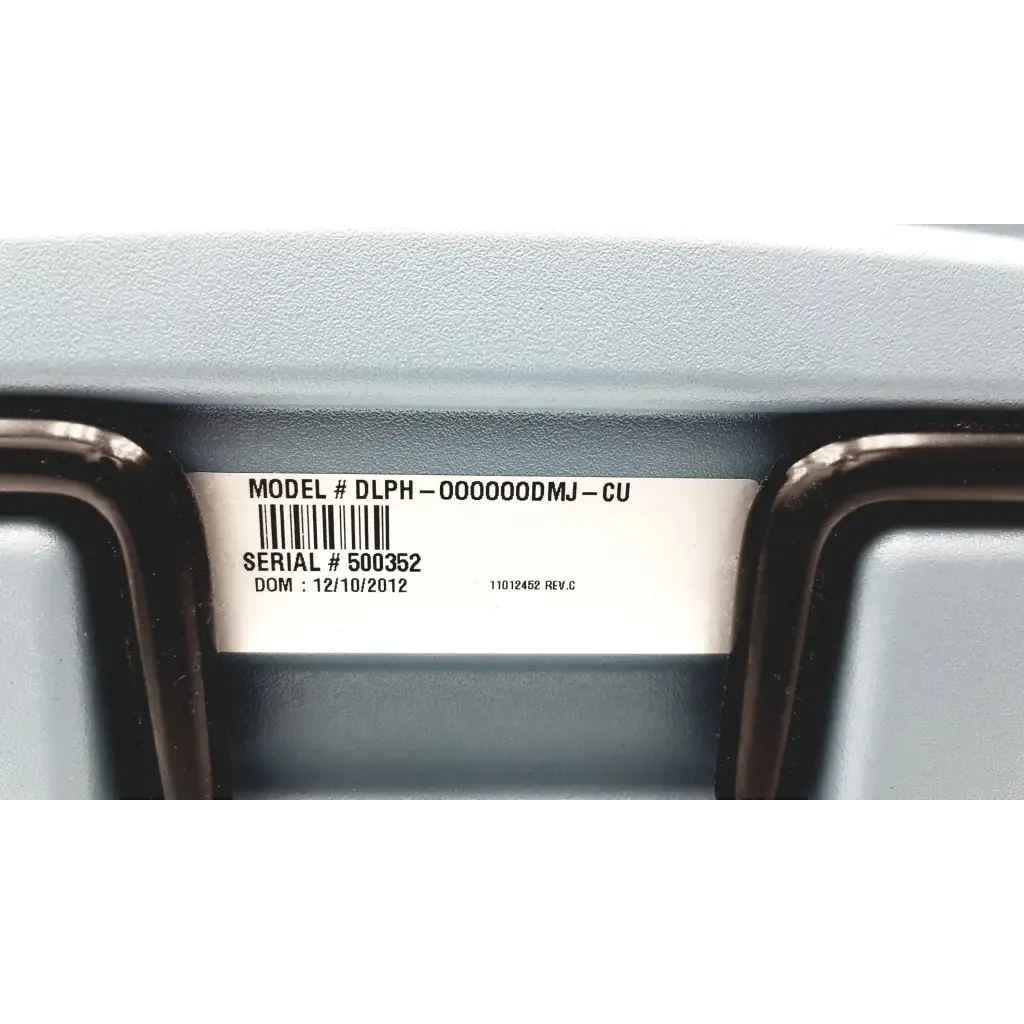 MODEL # DLPH-000000DMJ-CU
SERIAL # 500352
DOM : 12/10/2012 11012452 REV.C